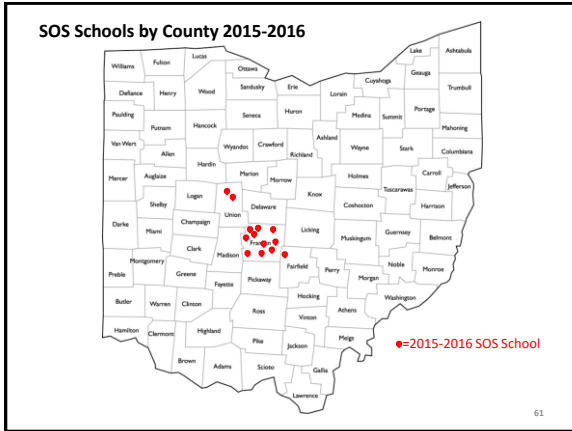 SOS Schools by County 2015-2016
Williams
Fulton
Lucas
Ottawa
Lake
Ashtabula
Geauga
Cuyahoga
Defiance
Henry
Wood
Sandusky
Erie
Lorain
Trumbull
Paulding
Seneca
Huron
Medina
Summit
Portage
Putnam
Hancock
Mahoning
Van Wert
Wyandot
Crawford
Ashland
Wayne
Stark
Columbiana
Allen
Richland
Hardin
Carroll
Mercer
Auglaize
Marion
Morrow
Holmes
Tuscarawas
Jefferson
Logan
Knox
Shelby
Union
Delaware
Coshocton
Harrison
Darke
Champaign
Licking
Guernsey
Miami
Muskingum
Belmont
Clark
Franklin
Madison
Montgomery
Fairfield
Noble
Monroe
Preble
Greene
Perry
Morgan
Fayette
Pickaway
Washington
Hocking
Butler
Warren
Clinton
Ross
Athens
Vinton
Hamilton
Clermont
Highland
Meigs
Pike
Jackson
=2015-2016 SOS School
Brown
Adams
Scioto
Gallia
Lawrence
61